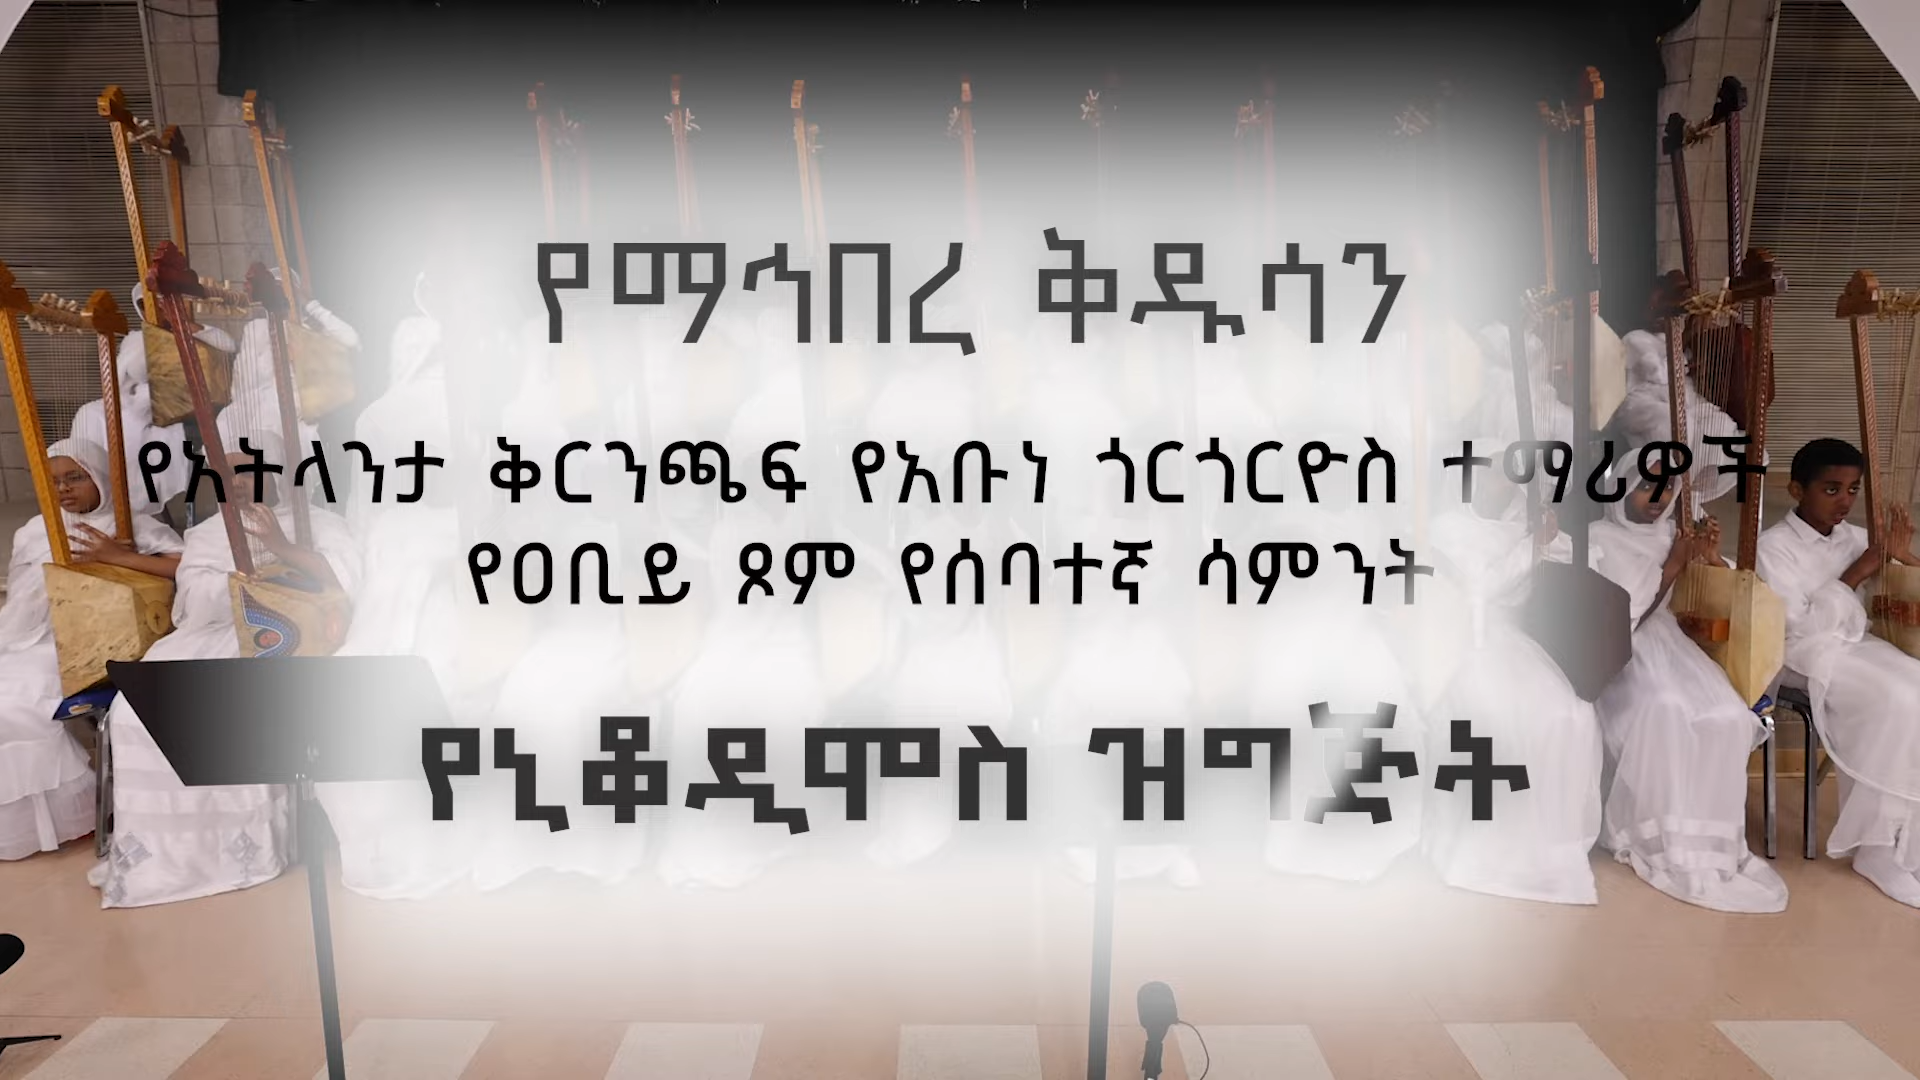 የማኅበረ ቅዱሳን
የአትላንታ ቅርንጫፍ የአቡነ ጎርጎርዮስ ተማሪዎች
የዐቢይ ጾም የሰባተኛ ሳምንት
የኒቆዲሞስ ዝግጅት